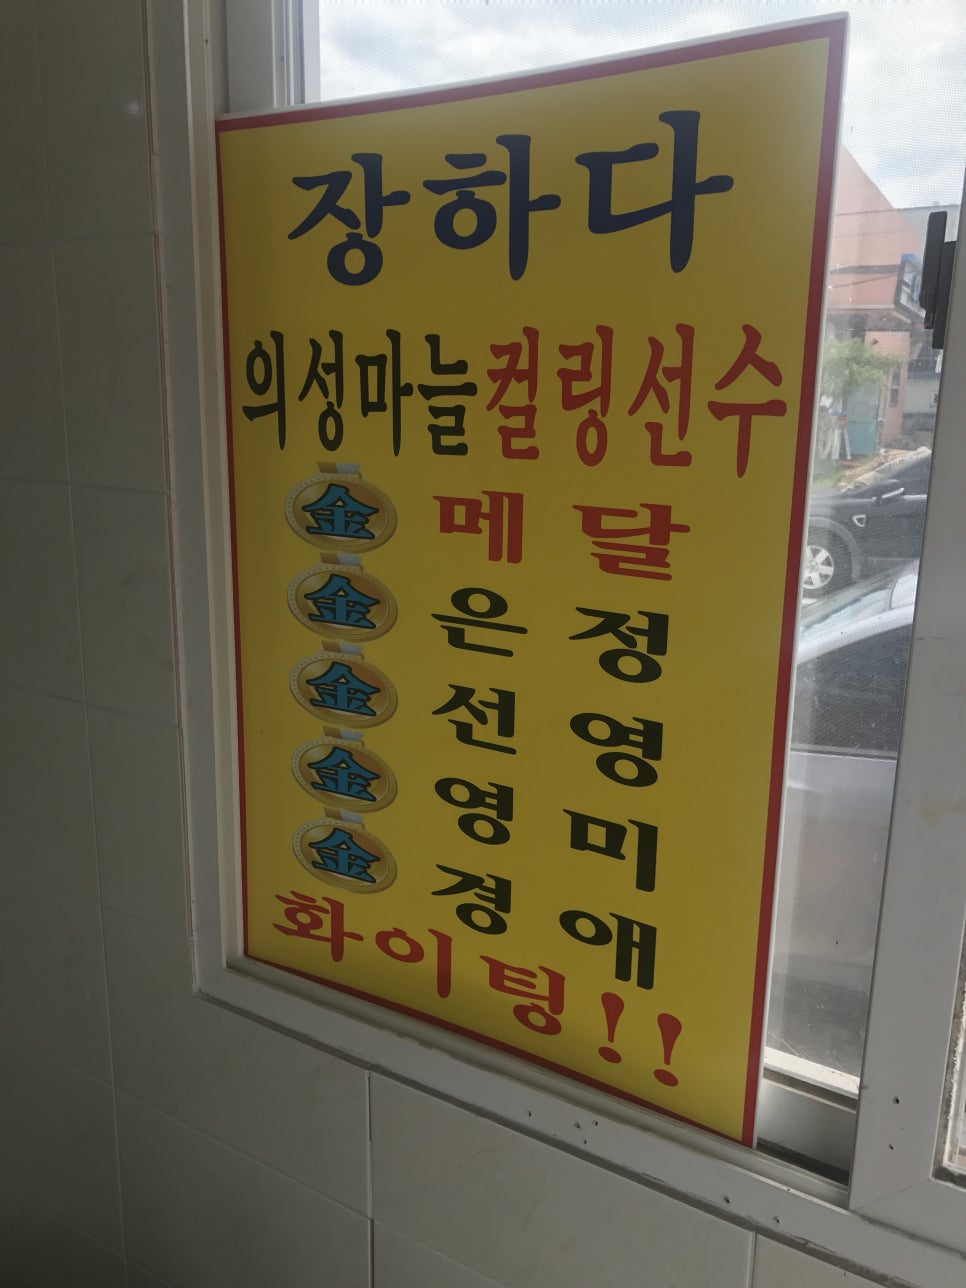 장하다
의성마늘컬링선수
金 메달
金 은정
金 선영
金 영미
金 경애
화이팅!!